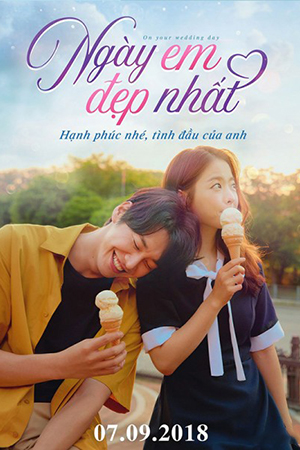 On your wedding day
Ngày em
đẹp nhất
Hạnh phúc nhé, tình đầu của anh
07.09.2018